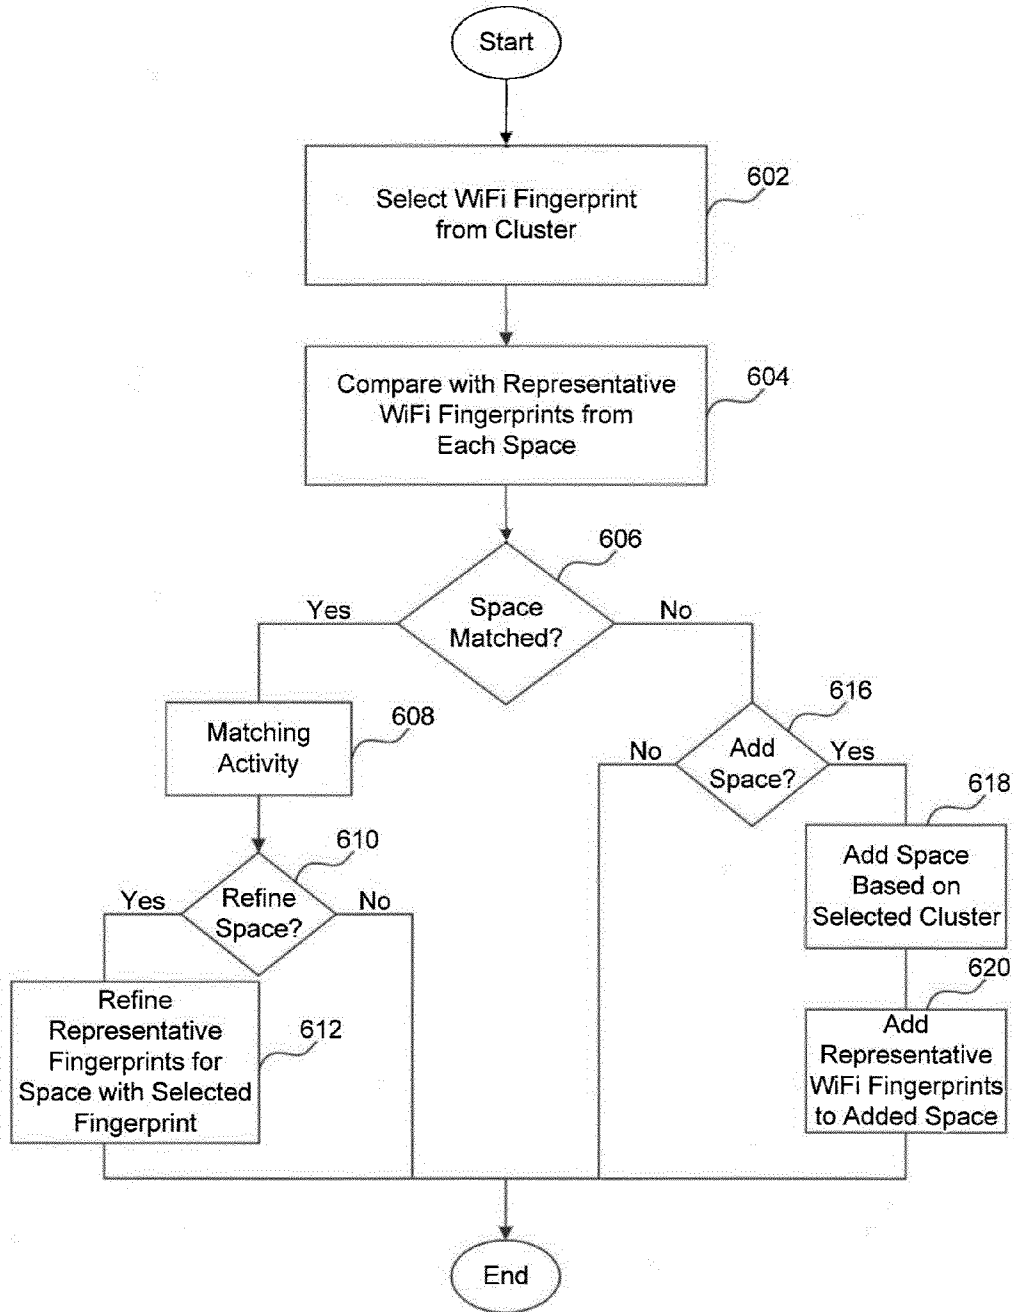 Start
602
Select WiFi Fingerprint
from Cluster
604
Compare with Representative
WiFi Fingerprints from
Each Space
606
Yes
Space
Matched?
No
616
608
Matching
Activity
No
Add
Space?
Yes
618
610
Yes
Refine
Space?
No
Add Space
Based on
Selected Cluster
620
Refine
Representative
Fingerprints for
Space with Selected
Fingerprint
612
Add
Representative
WiFi Fingerprints
to Added Space
End